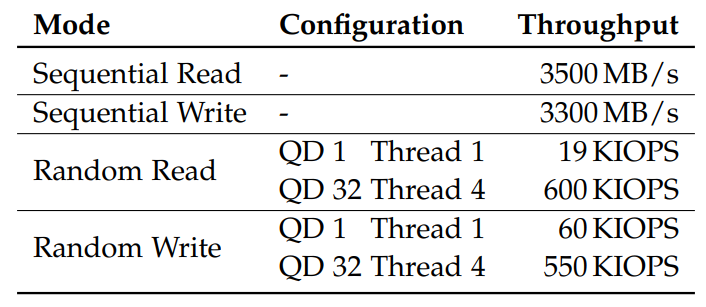 Mode Configuration Throughput
Sequential Read - 3500 MB/s
Sequential Write - 3300 MB/s
Random Read
QD 1 Thread 1 19 KIOPS
QD 32 Thread 4 600 KIOPS
Random Write
QD 1 Thread 1 60 KIOPS
QD 32 Thread 4 550 KIOPS